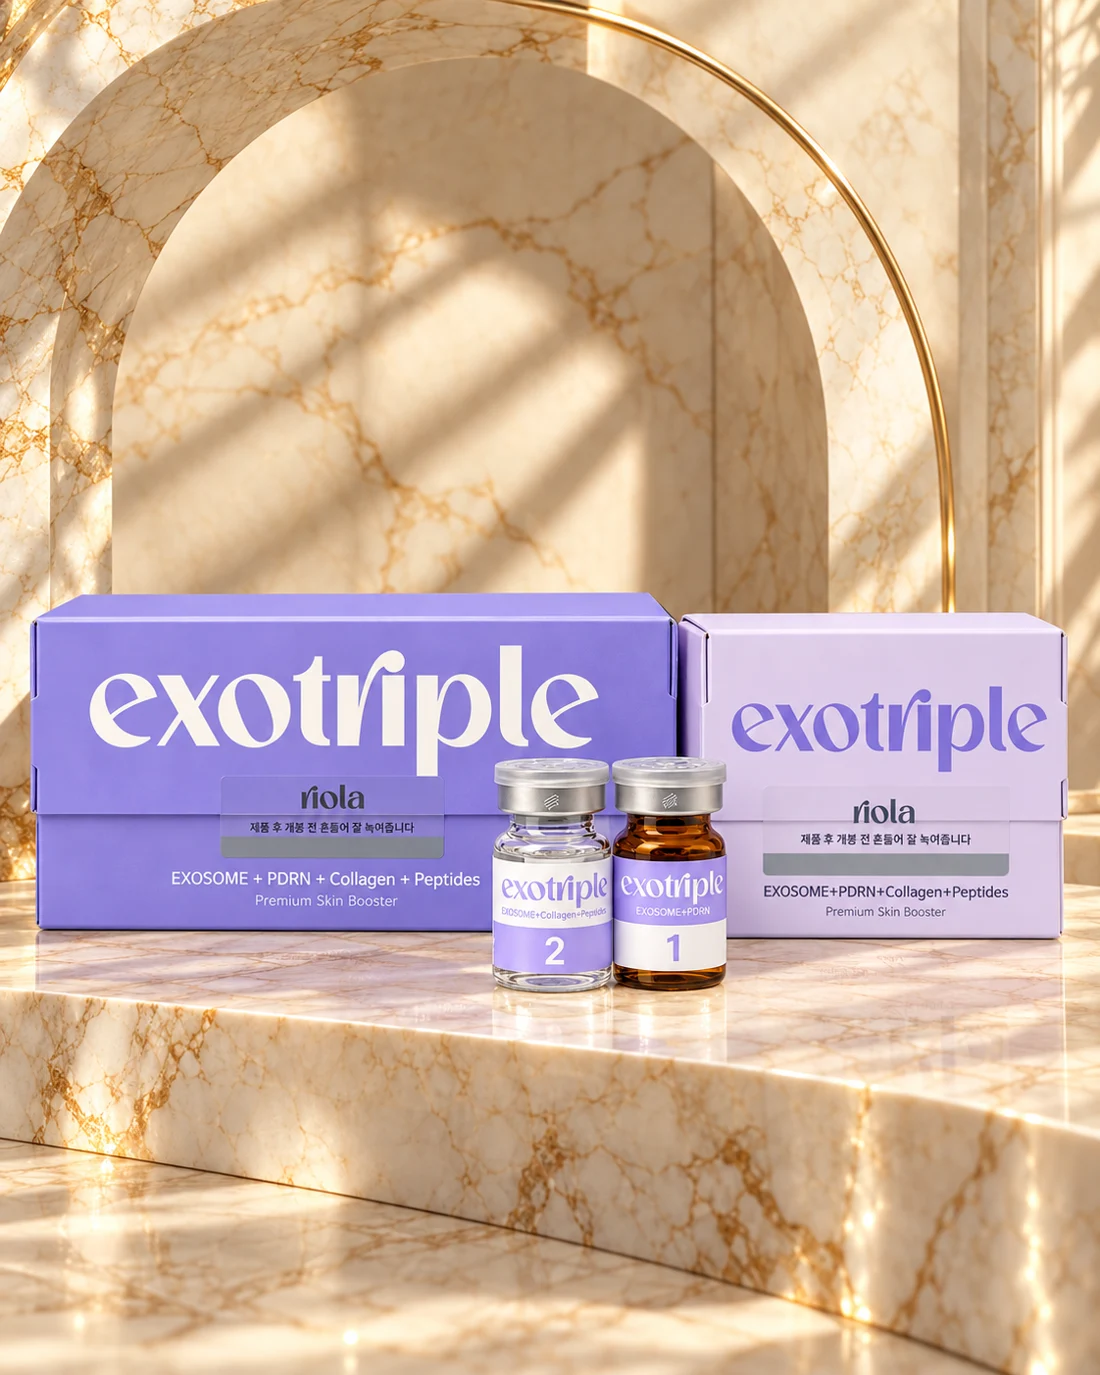 exotriple
riola
제품 후 개봉 전 흔들어 잘 녹여줍니다
EXOSOME + PDRN + Collagen + Peptides
Premium Skin Booster
exotriple
EXOSOME+Collagen+Peptides
2
exotriple
EXOSOME+PDRN
1
exotriple
riola
제품 후 개봉 전 흔들어 잘 녹여줍니다
EXOSOME+PDRN+Collagen+Peptides
Premium Skin Booster